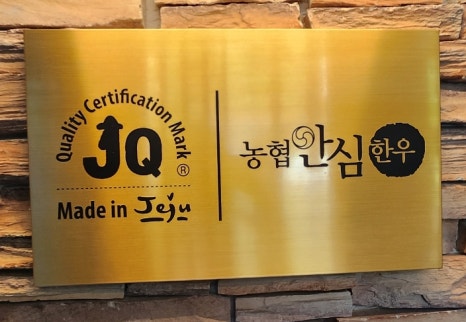 Quality Certification Mark
JQ ®
Made in Jeju
농협안심한우